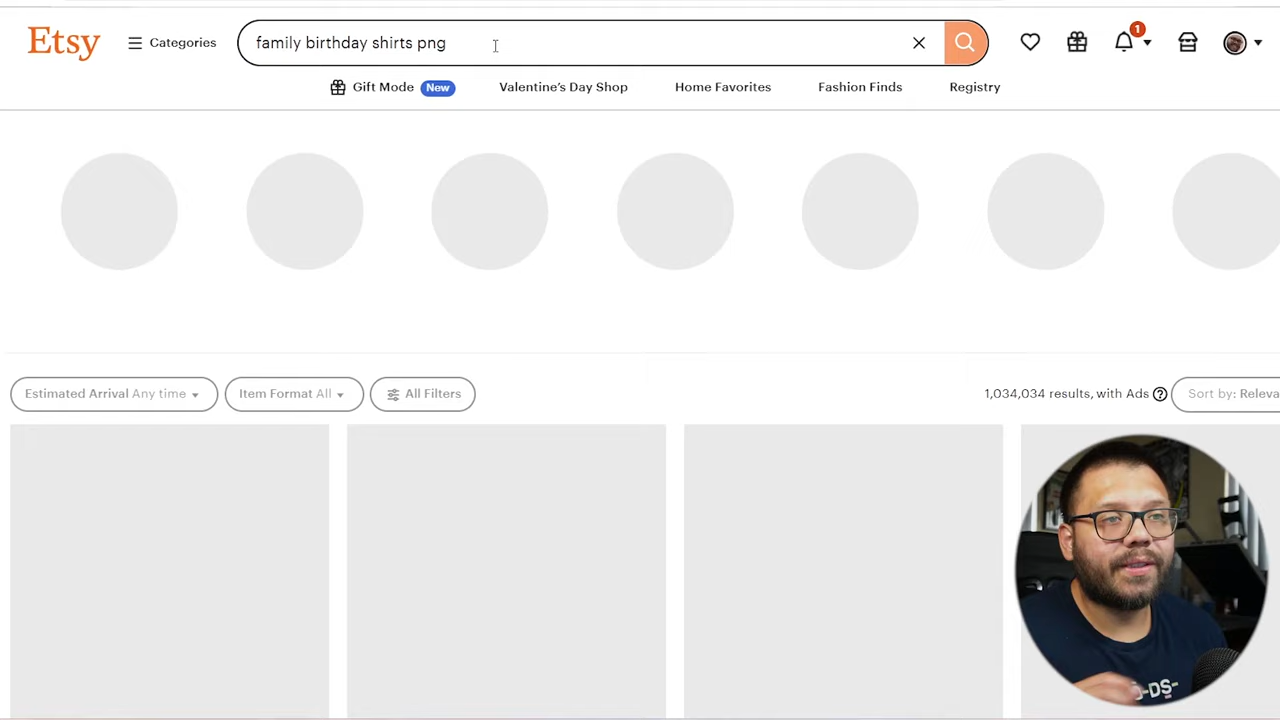 Etsy
Categories
family birthday shirts png
1
Gift Mode New
Valentine's Day Shop
Home Favorites
Fashion Finds
Registry
Estimated Arrival Any time
Item Format All
All Filters
1,034,034 results, with Ads ?
Sort by: Releva
-DS-